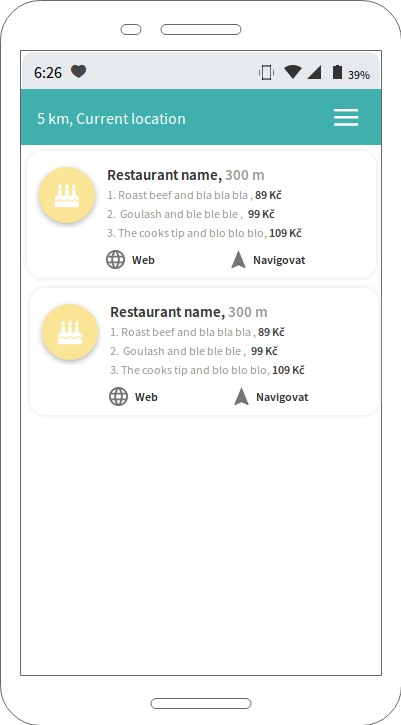 6:26 39%
5 km, Current location
Restaurant name, 300 m
1. Roast beef and bla bla bla , 89 Kč
2. Goulash and ble ble ble , 99 Kč
3. The cooks tip and blo blo blo, 109 Kč
Web Navigovat
Restaurant name, 300 m
1. Roast beef and bla bla bla , 89 Kč
2. Goulash and ble ble ble , 99 Kč
3. The cooks tip and blo blo blo, 109 Kč
Web Navigovat